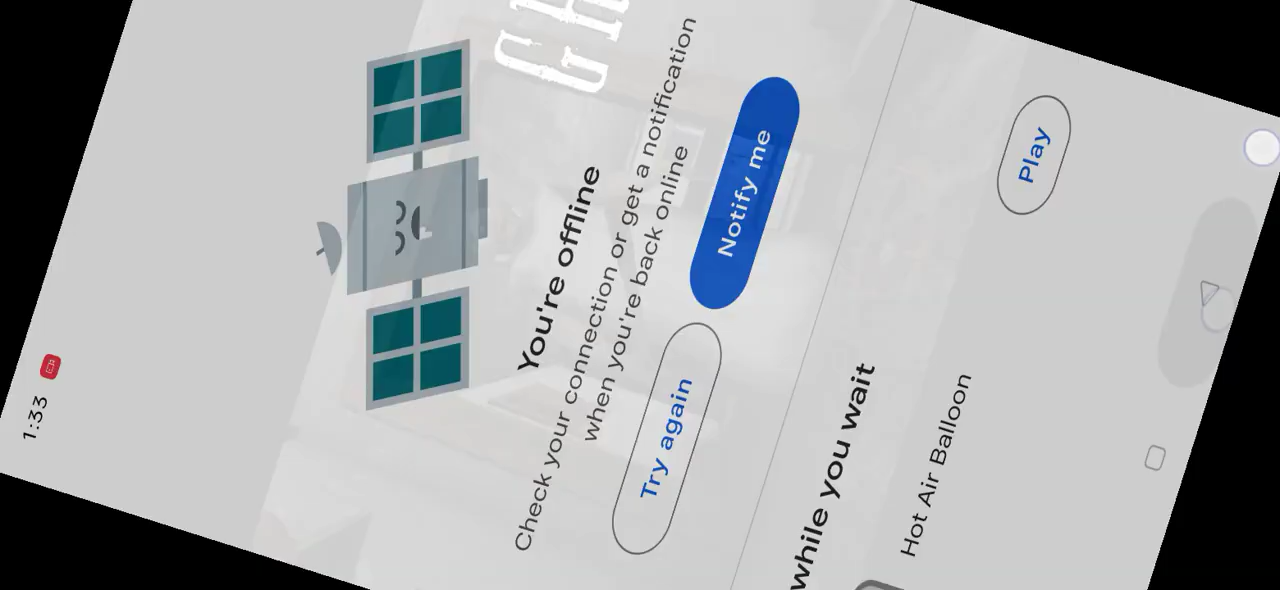 1:33
You're offline
Check your connection or get a notification
when you're back online
Try again
Notify me
while you wait
Hot Air Balloon
Play